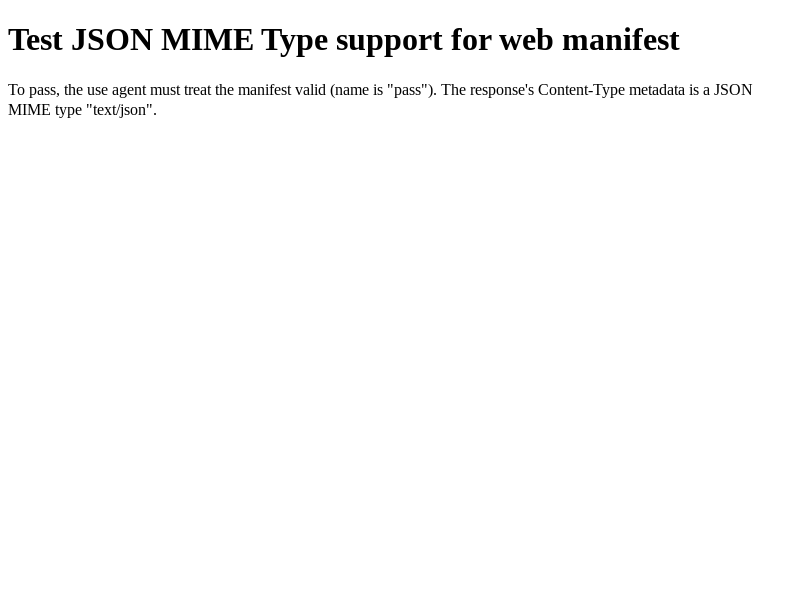 Test JSON MIME Type support for web manifest
To pass, the use agent must treat the manifest valid (name is "pass"). The response's Content-Type metadata is a JSON
MIME type "text/json".